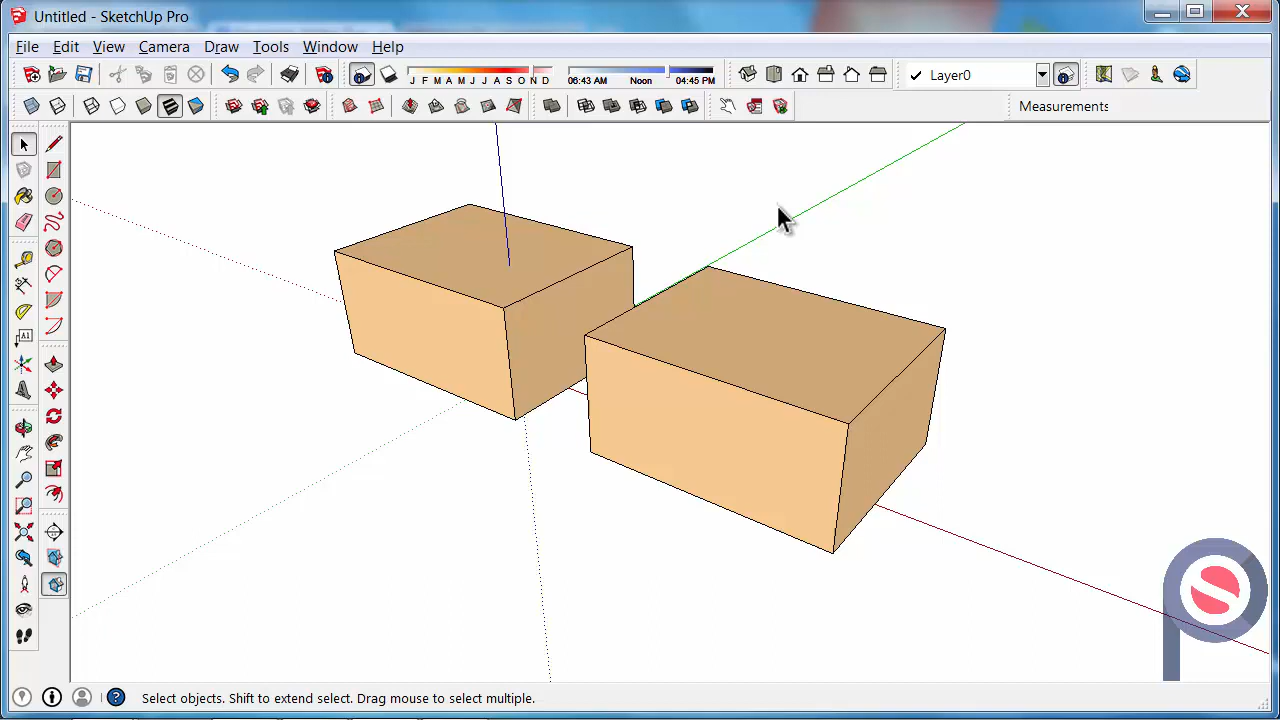 Untitled - SketchUp Pro
File Edit View Camera Draw Tools Window Help
J F M A M J J A S O N D
06:43 AM Noon 04:45 PM
Layer0
Measurements
A1
Select objects. Shift to extend select. Drag mouse to select multiple.